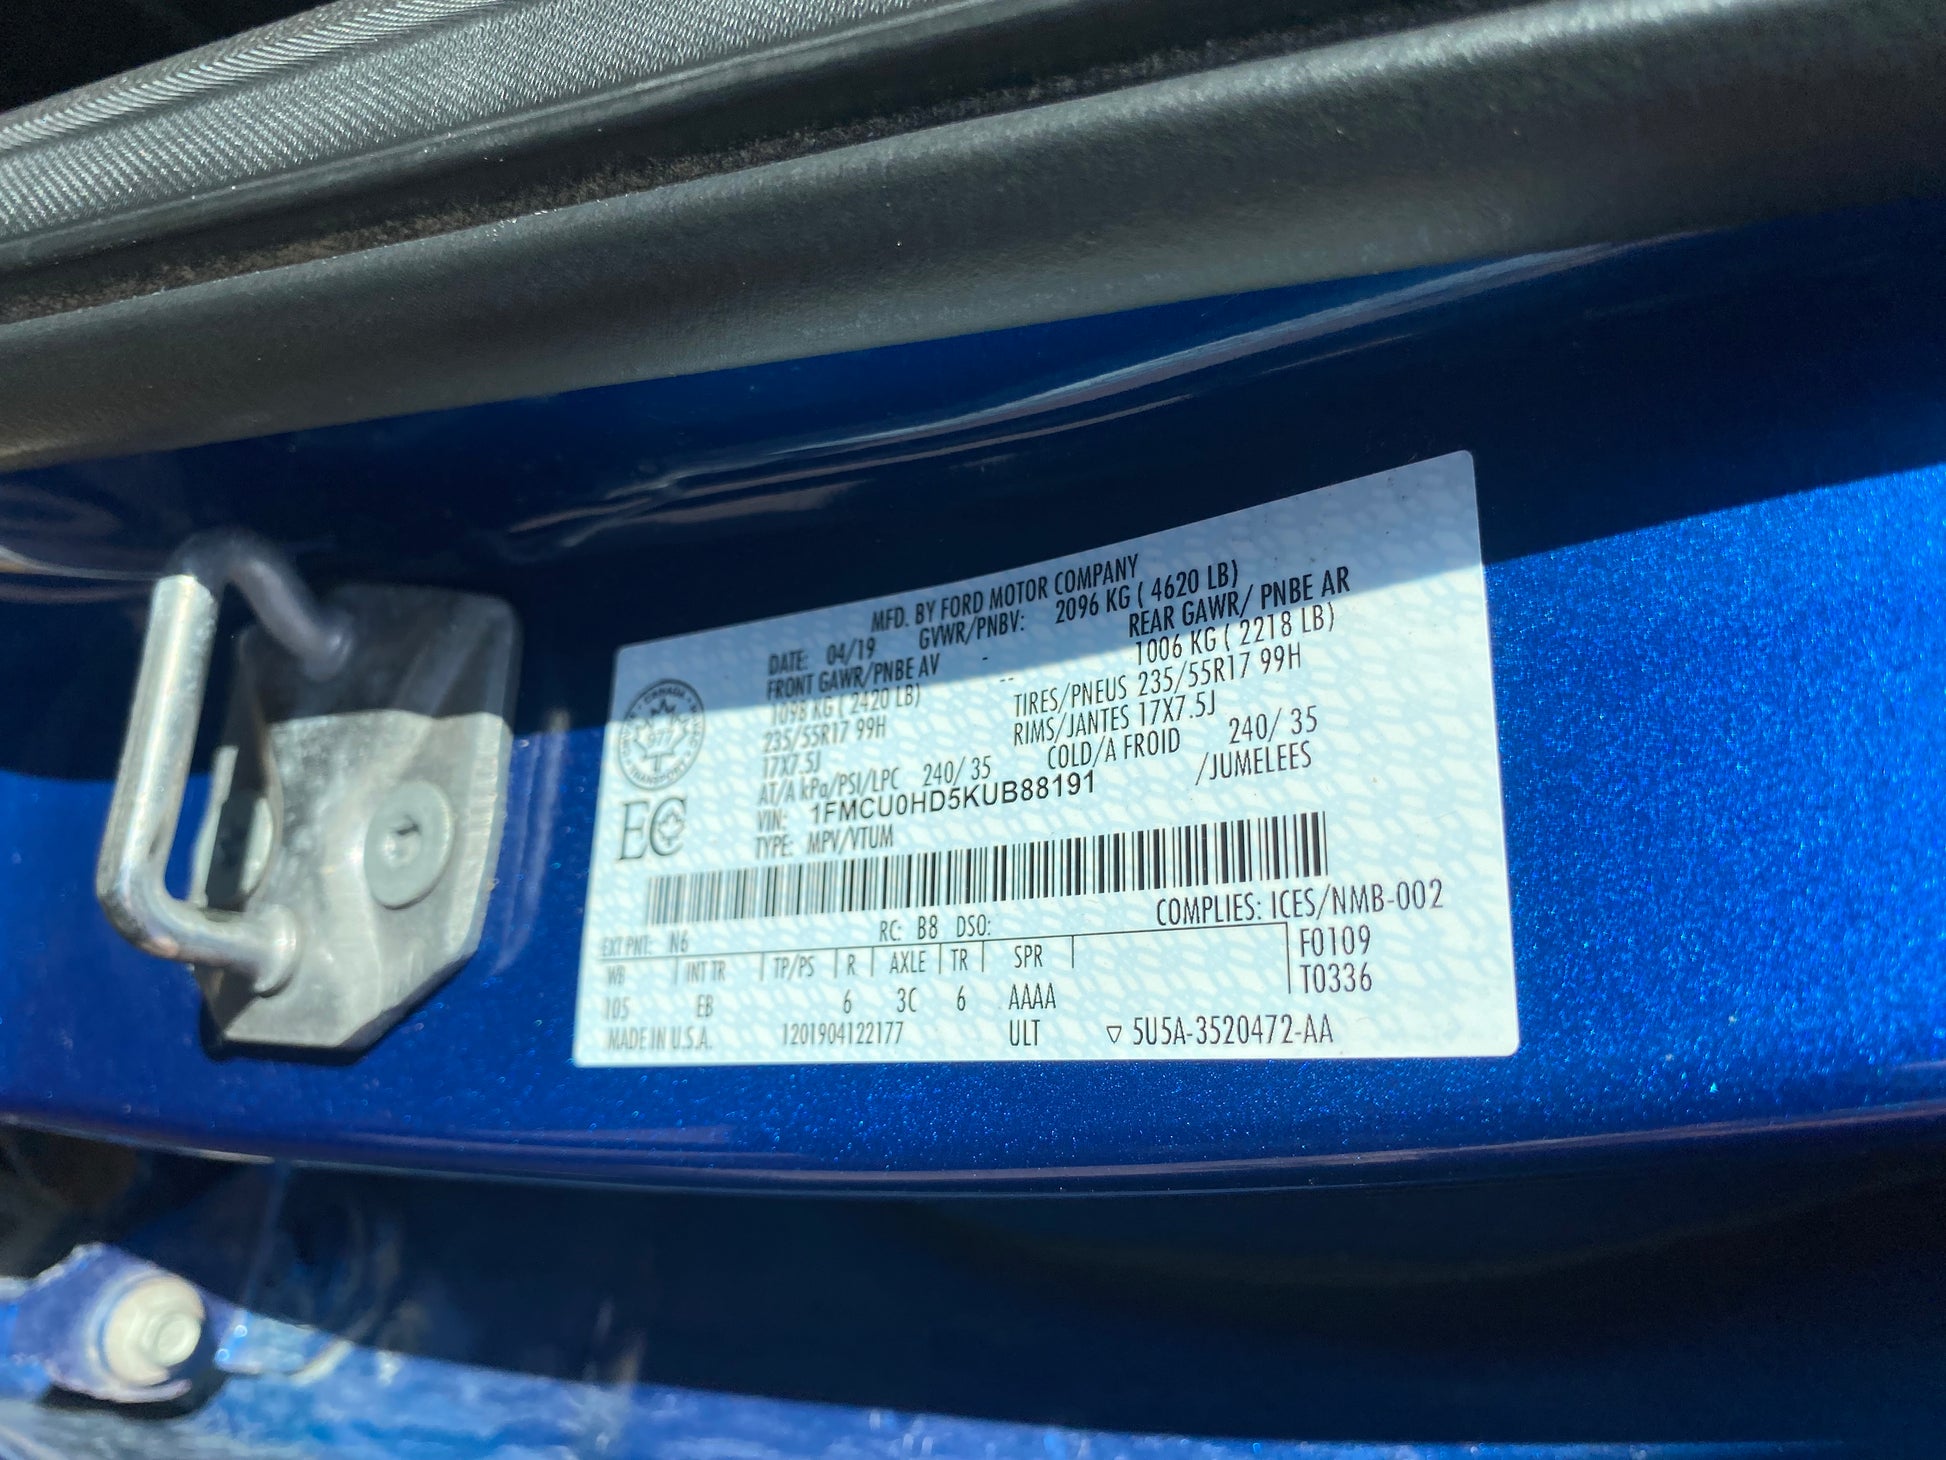 MFD. BY FORD MOTOR COMPANY
DATE: 04/19 GVWR/PNBV: 2096 KG ( 4620 LB)
FRONT GAWR/PNBE AV - REAR GAWR/ PNBE AR
1098 KG ( 2420 LB) -- 1006 KG ( 2218 LB)
235/55R17 99H TIRES/PNEUS 235/55R17 99H
17X7.5J RIMS/JANTES 17X7.5J
AT/A kPa/PSI/LPC 240/ 35 COLD/A FROID 240/ 35
VIN: 1FMCU0HD5KUB88191 /JUMELEES
TYPE: MPV/VTUM
CANADA
TRANSPORT
977
EC
COMPLIES: ICES/NMB-002
EXT PNT: N6 RC: B8 DSO:
WB INT TR TP/PS R AXLE TR SPR F0109
105 EB 6 3C 6 AAAA T0336
MADE IN U.S.A. 1201904122177 ULT ▽ 5U5A-3520472-AA